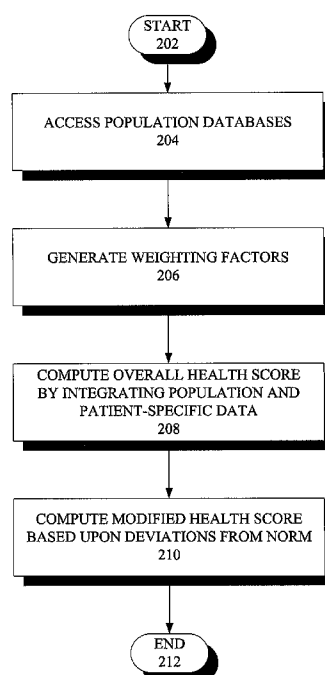 START
202
ACCESS POPULATION DATABASES
204
GENERATE WEIGHTING FACTORS
206
COMPUTE OVERALL HEALTH SCORE
BY INTEGRATING POPULATION AND
PATIENT-SPECIFIC DATA
208
COMPUTE MODIFIED HEALTH SCORE
BASED UPON DEVIATIONS FROM NORM
210
END
212